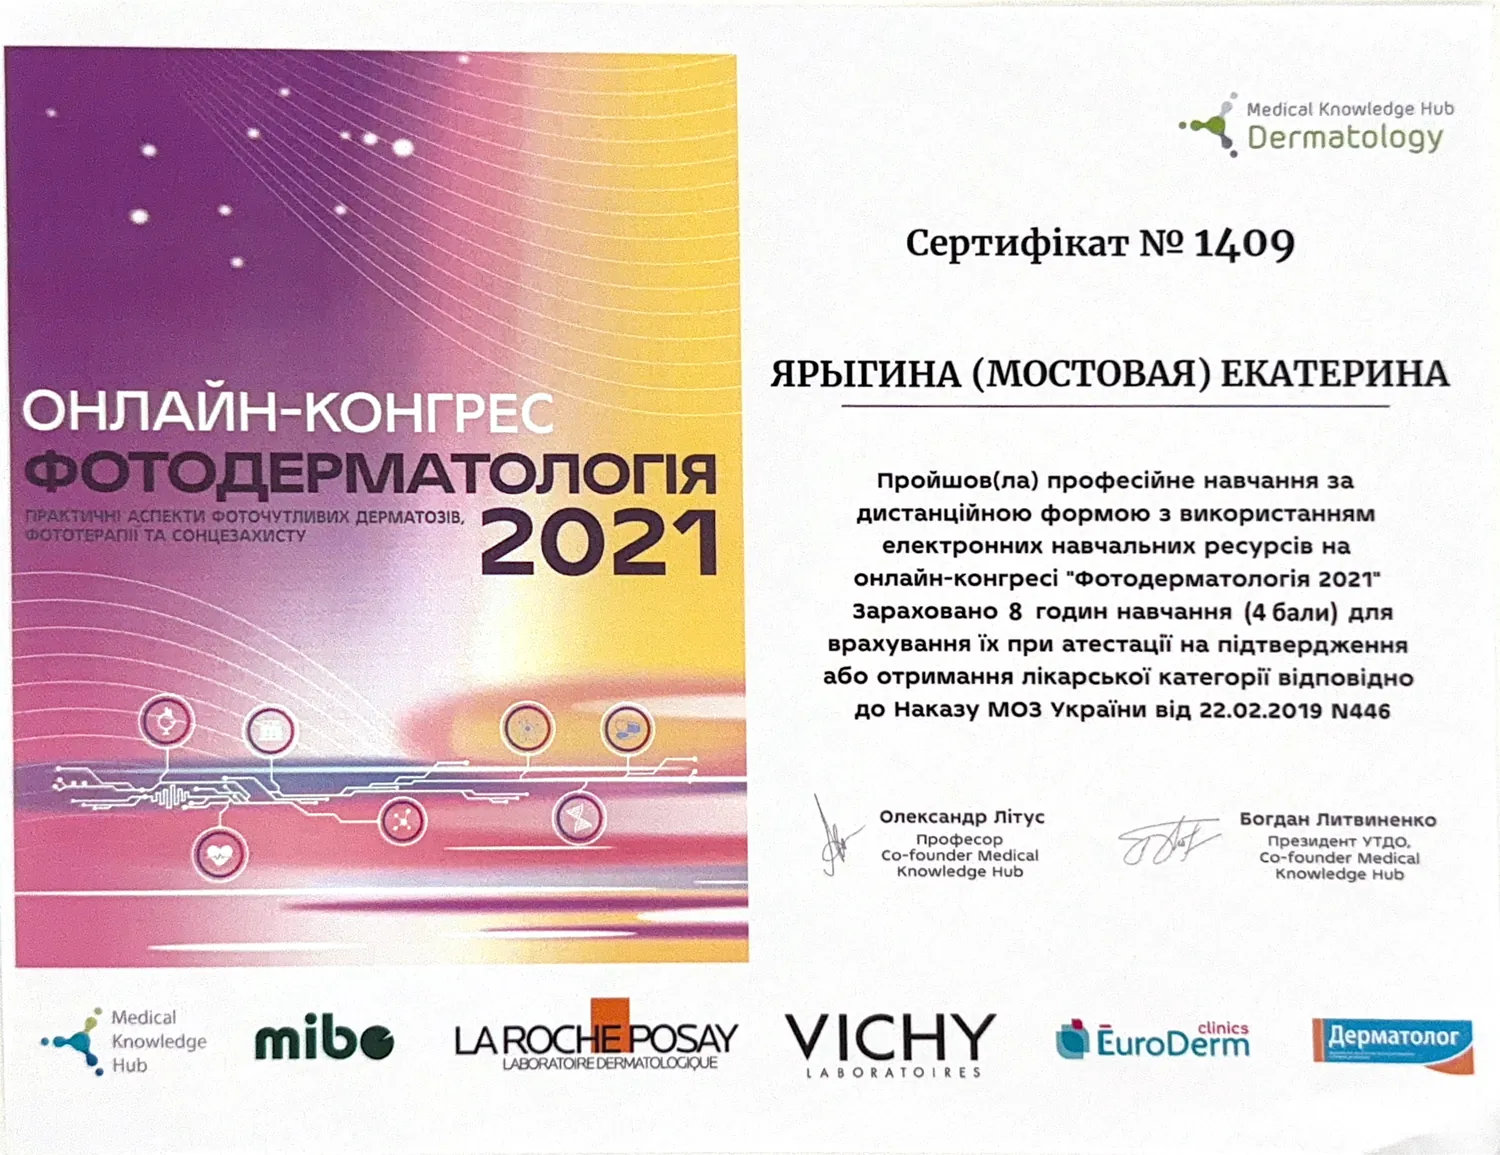 Medical Knowledge Hub
Dermatology
Сертифікат № 1409
ЯРЫГИНА (МОСТОВАЯ) ЕКАТЕРИНА
ОНЛАЙН-КОНГРЕС
ФОТОДЕРМАТОЛОГІЯ
ПРАКТИЧНІ АСПЕКТИ ФОТОЧУТЛИВИХ ДЕРМАТОЗІВ,
ФОТОТЕРАПІЇ ТА СОНЦЕЗАХИСТУ
2021
Пройшов(ла) професійне навчання за
дистанційною формою з використанням
електронних навчальних ресурсів на
онлайн-конгресі "Фотодерматологія 2021"
Зараховано 8 годин навчання (4 бали) для
врахування їх при атестації на підтвердження
або отримання лікарської категорії відповідно
до Наказу МОЗ України від 22.02.2019 N446
Олександр Літус
Професор
Co-founder Medical
Knowledge Hub
Богдан Литвиненко
Президент УТДО,
Co-founder Medical
Knowledge Hub
Medical
Knowledge
Hub
mibe
LA ROCHE POSAY
LABORATOIRE DERMATOLOGIQUE
VICHY
LABORATOIRES
clinics
EuroDerm
Дерматолог